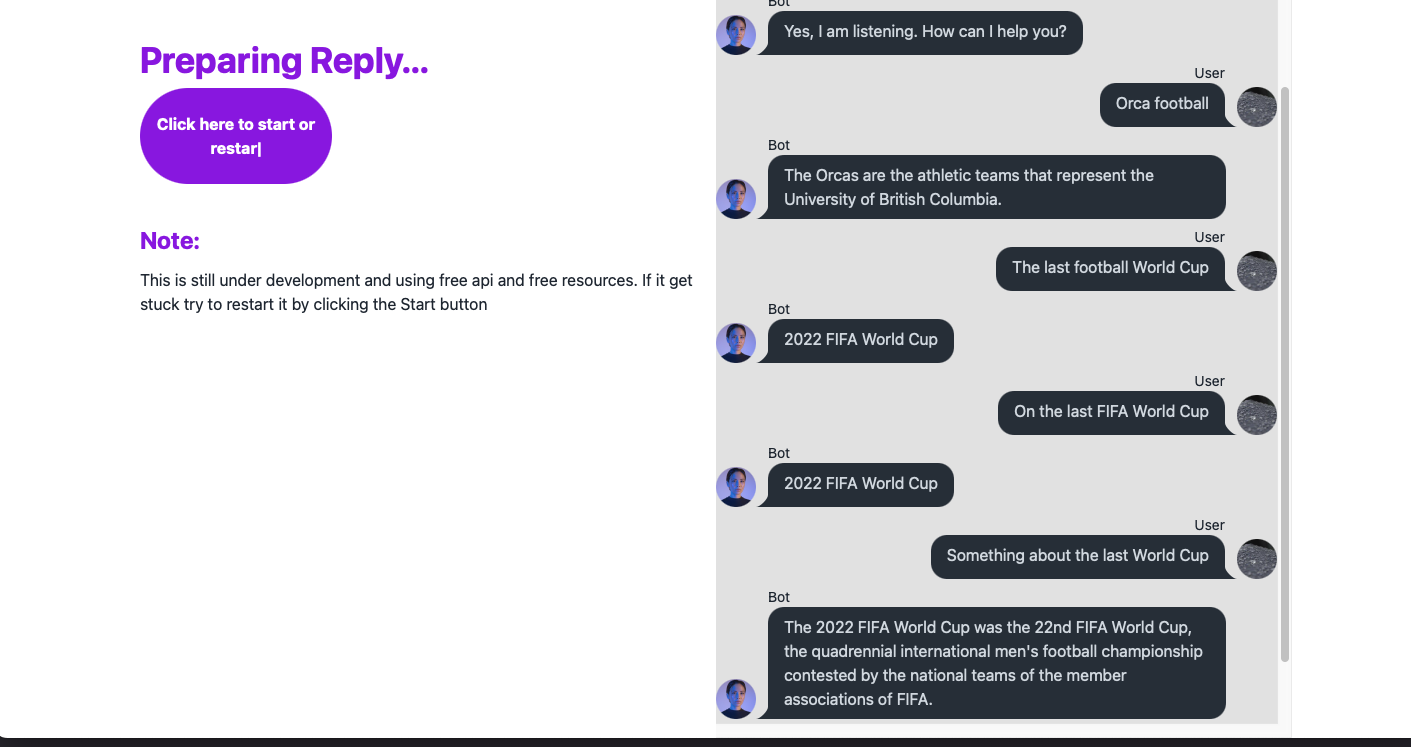 Preparing Reply...
Click here to start or
restar|
Note:
This is still under development and using free api and free resources. If it get
stuck try to restart it by clicking the Start button
Bot
Yes, I am listening. How can I help you?
User
Orca football
Bot
The Orcas are the athletic teams that represent the
University of British Columbia.
User
The last football World Cup
Bot
2022 FIFA World Cup
User
On the last FIFA World Cup
Bot
2022 FIFA World Cup
User
Something about the last World Cup
Bot
The 2022 FIFA World Cup was the 22nd FIFA World Cup,
the quadrennial international men's football championship
contested by the national teams of the member
associations of FIFA.